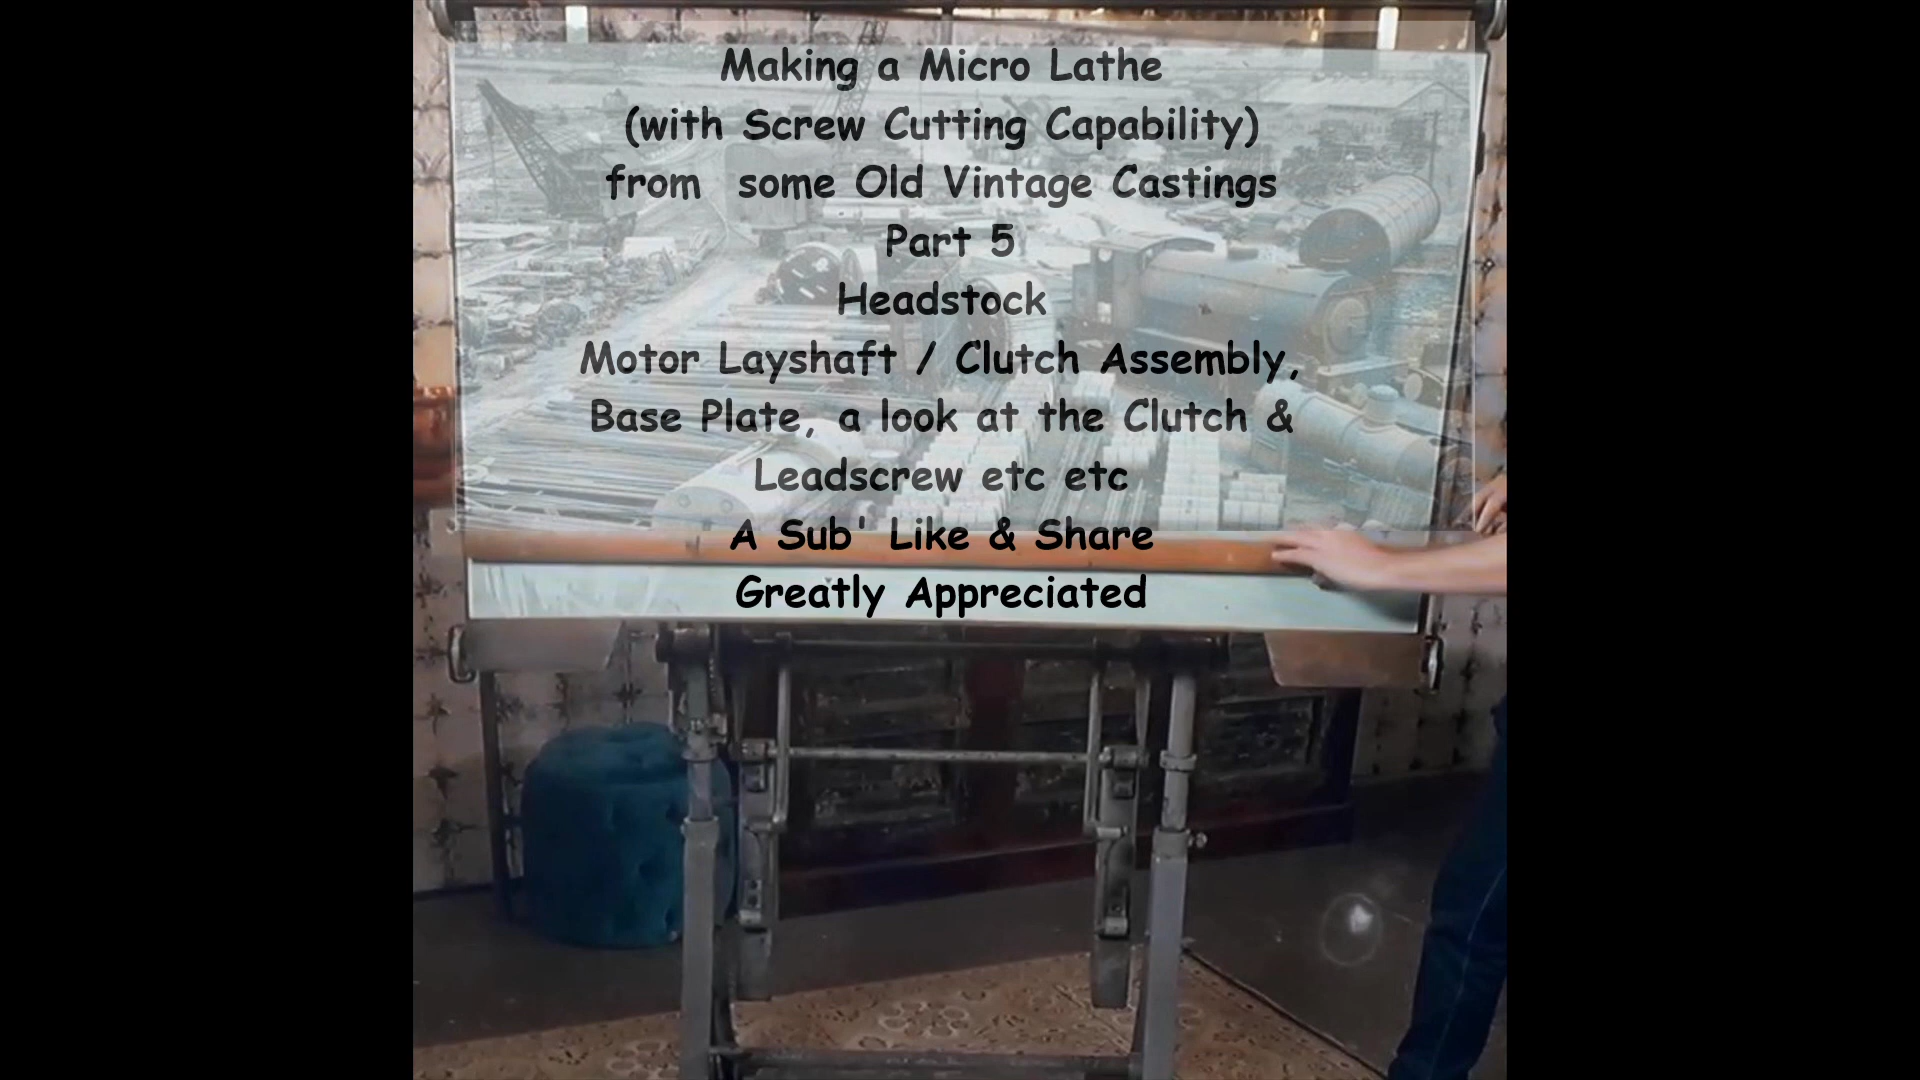 Making a Micro Lathe
(with Screw Cutting Capability)
from some Old Vintage Castings
Part 5
Headstock
Motor Layshaft / Clutch Assembly,
Base Plate, a look at the Clutch &
Leadscrew etc etc
A Sub' Like & Share
Greatly Appreciated